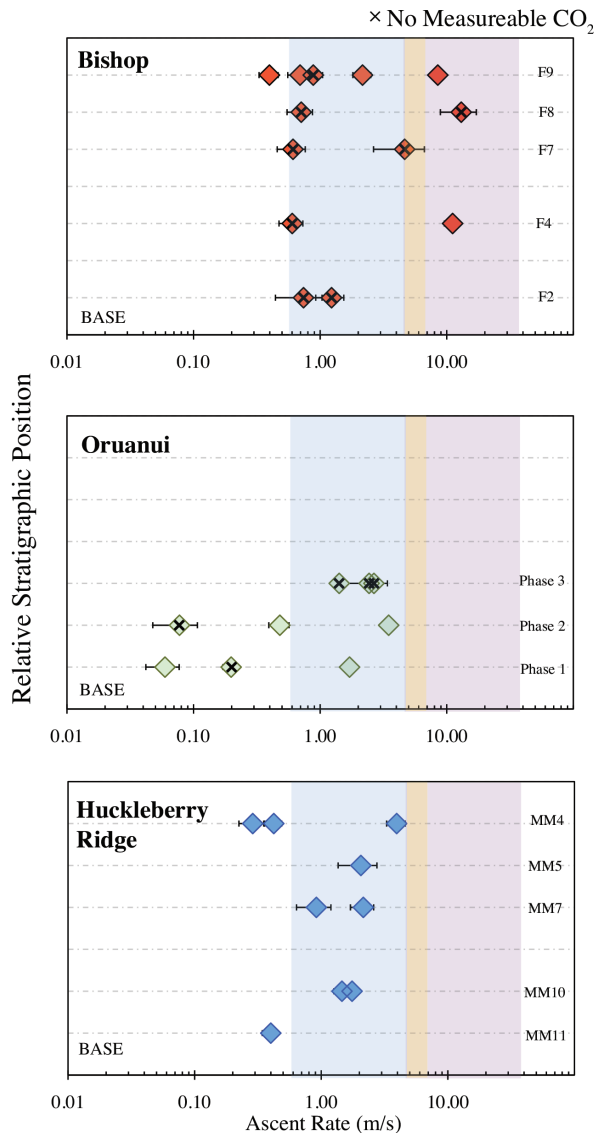 × No Measureable CO2
Bishop
F9
F8
F7
F4
F2
BASE
0.01 0.10 1.00 10.00
Relative Stratigraphic Position
Oruanui
Phase 3
Phase 2
Phase 1
BASE
0.01 0.10 1.00 10.00
Huckleberry
Ridge
MM4
MM5
MM7
MM10
MM11
BASE
0.01 0.10 1.00 10.00
Ascent Rate (m/s)